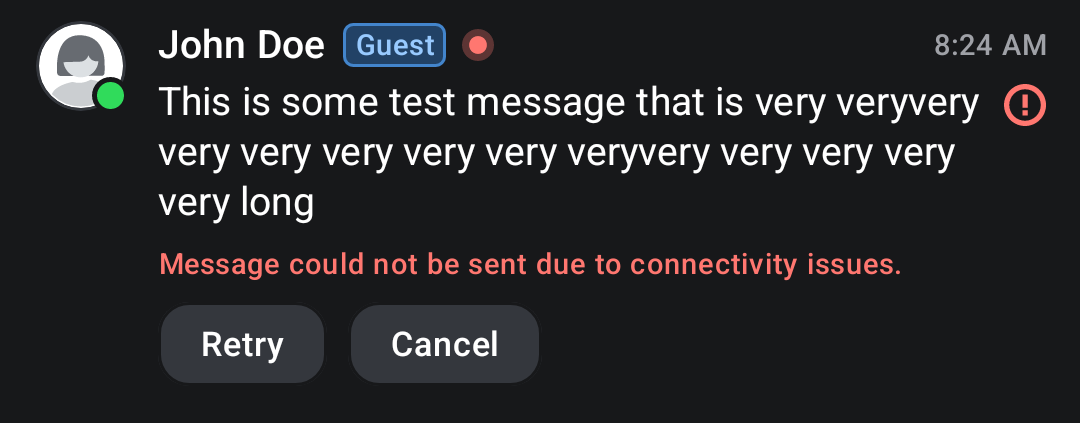 John Doe Guest 8:24 AM
This is some test message that is very veryvery
very very very very very veryvery very very very
very long
Message could not be sent due to connectivity issues.
Retry Cancel